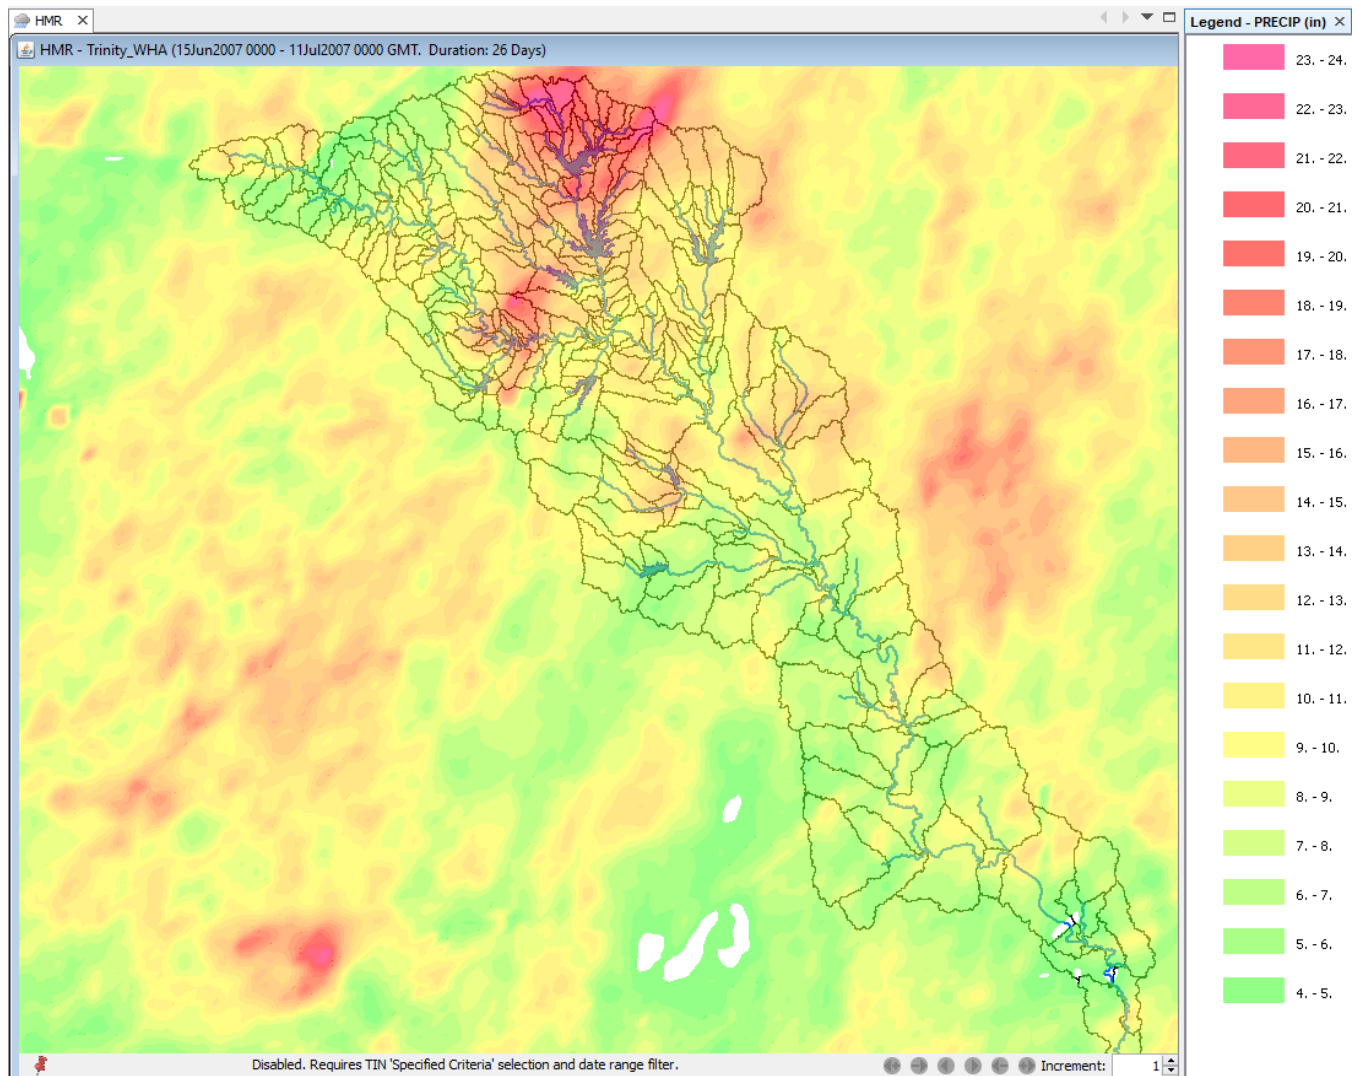 HMR
Legend - PRECIP (in)
HMR - Trinity_WHA (15Jun2007 0000 - 11Jul2007 0000 GMT. Duration: 26 Days)
23. - 24.
22. - 23.
21. - 22.
20. - 21.
19. - 20.
18. - 19.
17. - 18.
16. - 17.
15. - 16.
14. - 15.
13. - 14.
12. - 13.
11. - 12.
10. - 11.
9. - 10.
8. - 9.
7. - 8.
6. - 7.
5. - 6.
4. - 5.
Disabled. Requires TIN 'Specified Criteria' selection and date range filter.
Increment: 1